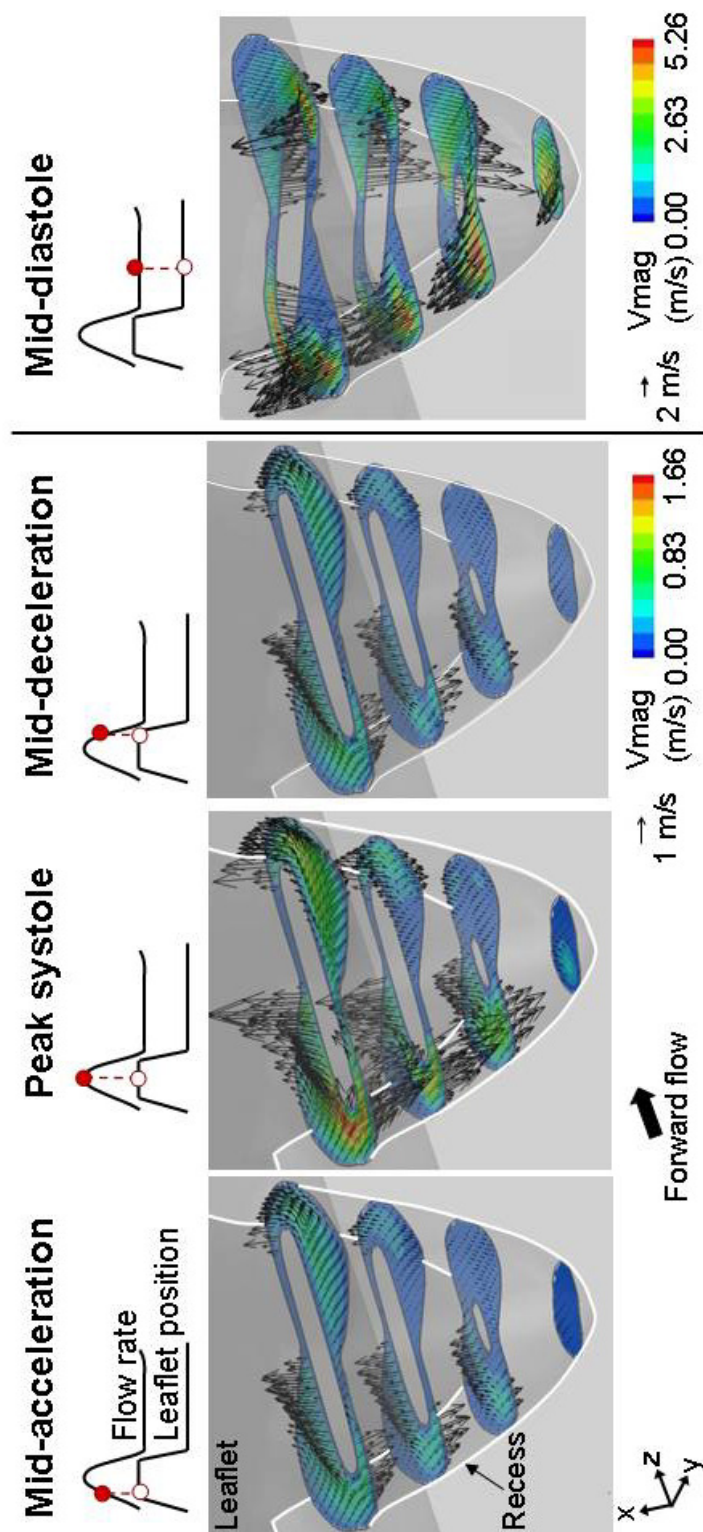 Mid-acceleration
Peak systole
Mid-deceleration
Mid-diastole
Flow rate
Leaflet position
Leaflet
Recess
x
z
y
Forward flow
1 m/s
Vmag
(m/s)
0.00 0.83 1.66
2 m/s
Vmag
(m/s)
0.00 2.63 5.26